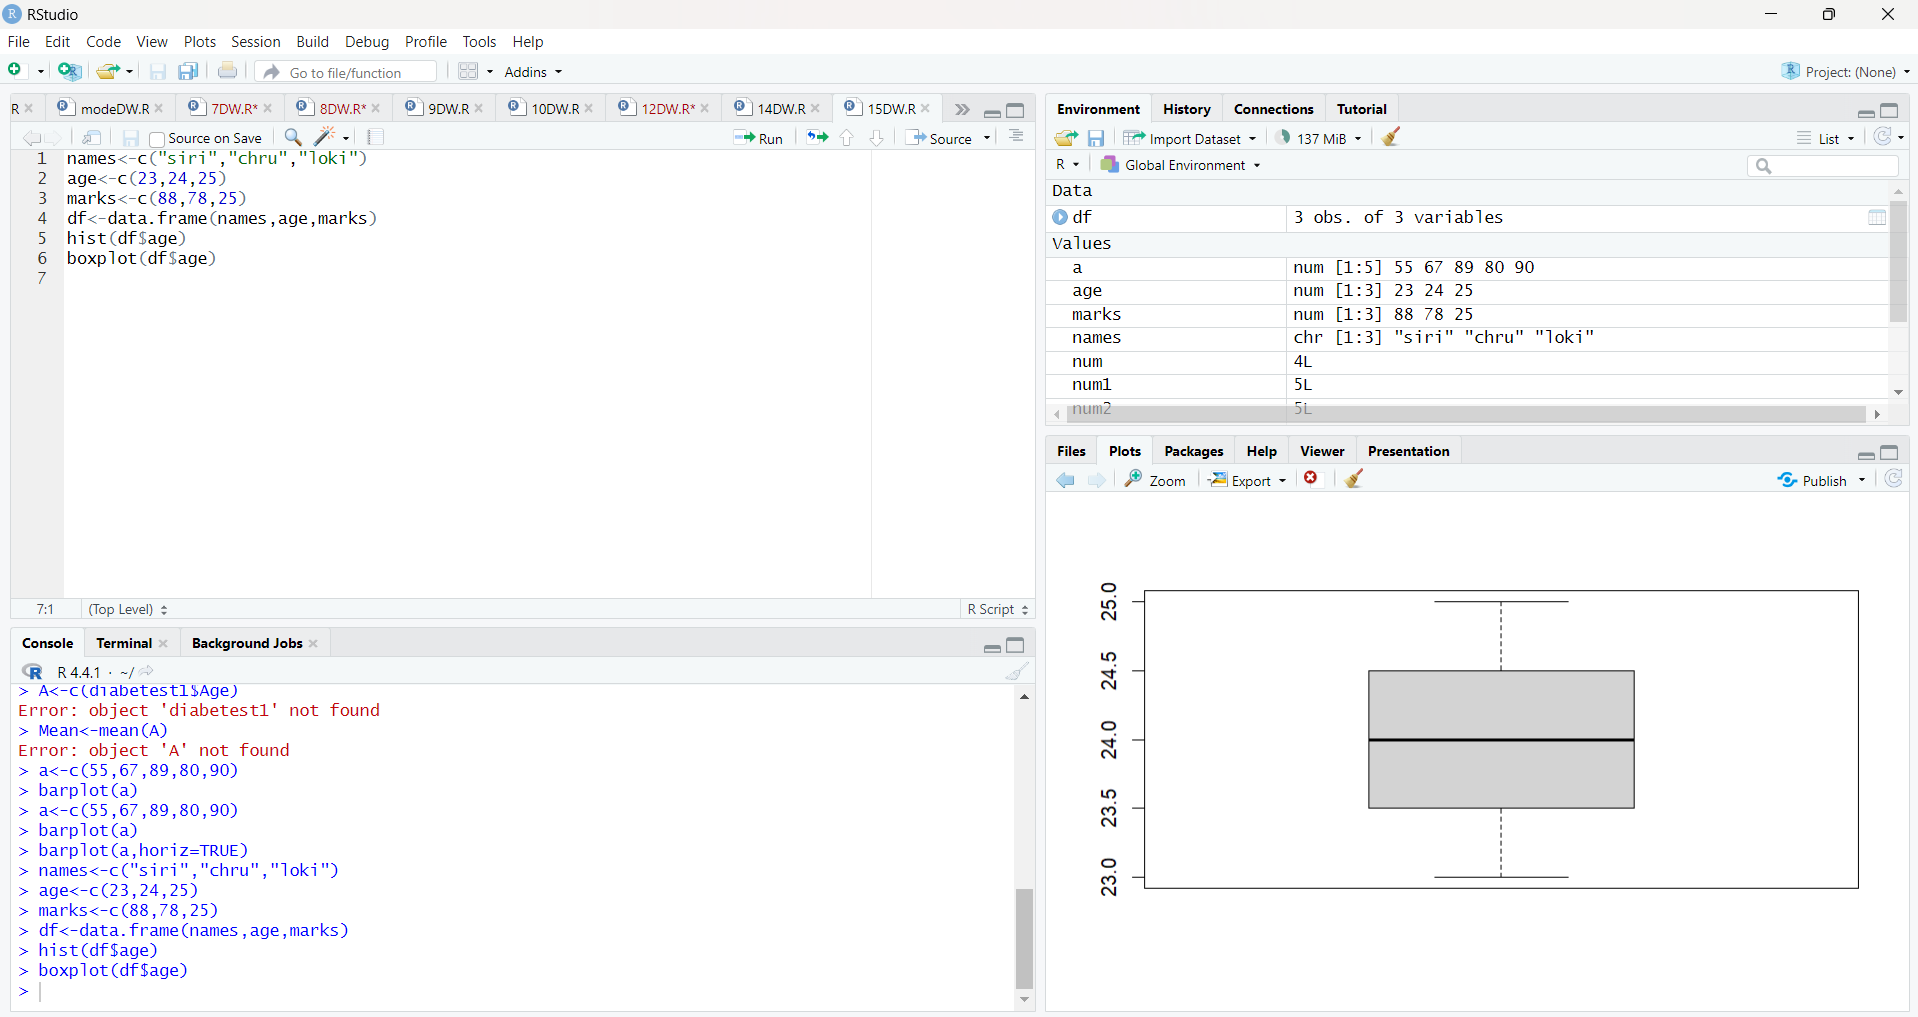 RStudio
File Edit Code View Plots Session Build Debug Profile Tools Help
Go to file/function Addins Project: (None)
R modeDW.R 7DW.R* 8DW.R* 9DW.R 10DW.R 12DW.R* 14DW.R 15DW.R
Source on Save Run Source
1 names<-c("siri","chru","loki")
2 age<-c(23,24,25)
3 marks<-c(88,78,25)
4 df<-data.frame(names,age,marks)
5 hist(df$age)
6 boxplot(df$age)
7
7:1 (Top Level) R Script
Console Terminal Background Jobs
R R 4.4.1 · ~/
> A<-c(diabetest1$Age)
Error: object 'diabetest1' not found
> Mean<-mean(A)
Error: object 'A' not found
> a<-c(55,67,89,80,90)
> barplot(a)
> a<-c(55,67,89,80,90)
> barplot(a)
> barplot(a,horiz=TRUE)
> names<-c("siri","chru","loki")
> age<-c(23,24,25)
> marks<-c(88,78,25)
> df<-data.frame(names,age,marks)
> hist(df$age)
> boxplot(df$age)
>
Environment History Connections Tutorial
Import Dataset 137 MiB List
R Global Environment
Data
df 3 obs. of 3 variables
Values
a num [1:5] 55 67 89 80 90
age num [1:3] 23 24 25
marks num [1:3] 88 78 25
names chr [1:3] "siri" "chru" "loki"
num 4L
num1 5L
num2 5L
Files Plots Packages Help Viewer Presentation
Zoom Export Publish
25.0
24.5
24.0
23.5
23.0